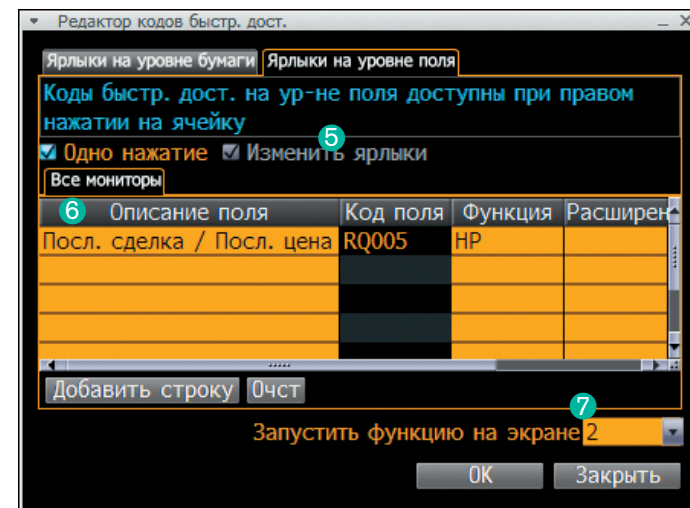 Редактор кодов быстр. дост.
Ярлыки на уровне бумаги Ярлыки на уровне поля
Коды быстр. дост. на ур-не поля доступны при правом
нажатии на ячейку
5
Одно нажатие Изменить ярлыки
Все мониторы
6 Описание поля Код поля Функция Расширен
Посл. сделка / Посл. цена RQ005 HP
Добавить строку Очст
7
Запустить функцию на экране 2
OK Закрыть